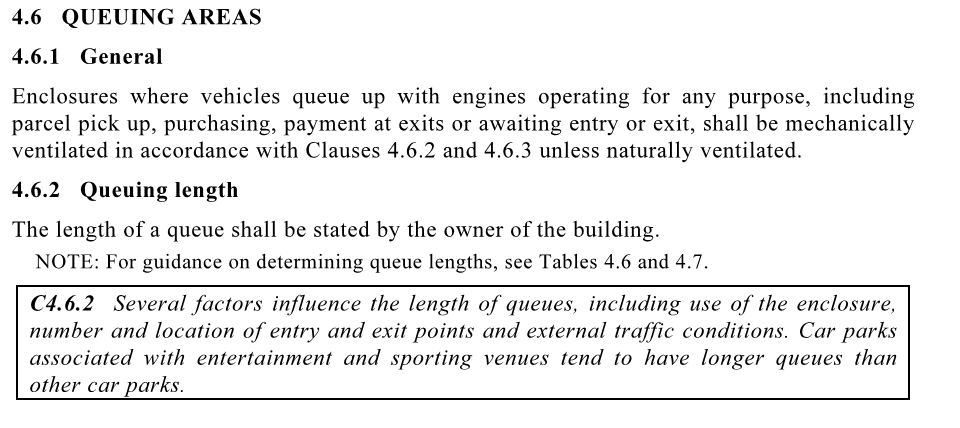 4.6 QUEUING AREAS
4.6.1 General
Enclosures where vehicles queue up with engines operating for any purpose, including
parcel pick up, purchasing, payment at exits or awaiting entry or exit, shall be mechanically
ventilated in accordance with Clauses 4.6.2 and 4.6.3 unless naturally ventilated.
4.6.2 Queuing length
The length of a queue shall be stated by the owner of the building.
NOTE: For guidance on determining queue lengths, see Tables 4.6 and 4.7.
C4.6.2 Several factors influence the length of queues, including use of the enclosure,
number and location of entry and exit points and external traffic conditions. Car parks
associated with entertainment and sporting venues tend to have longer queues than
other car parks.